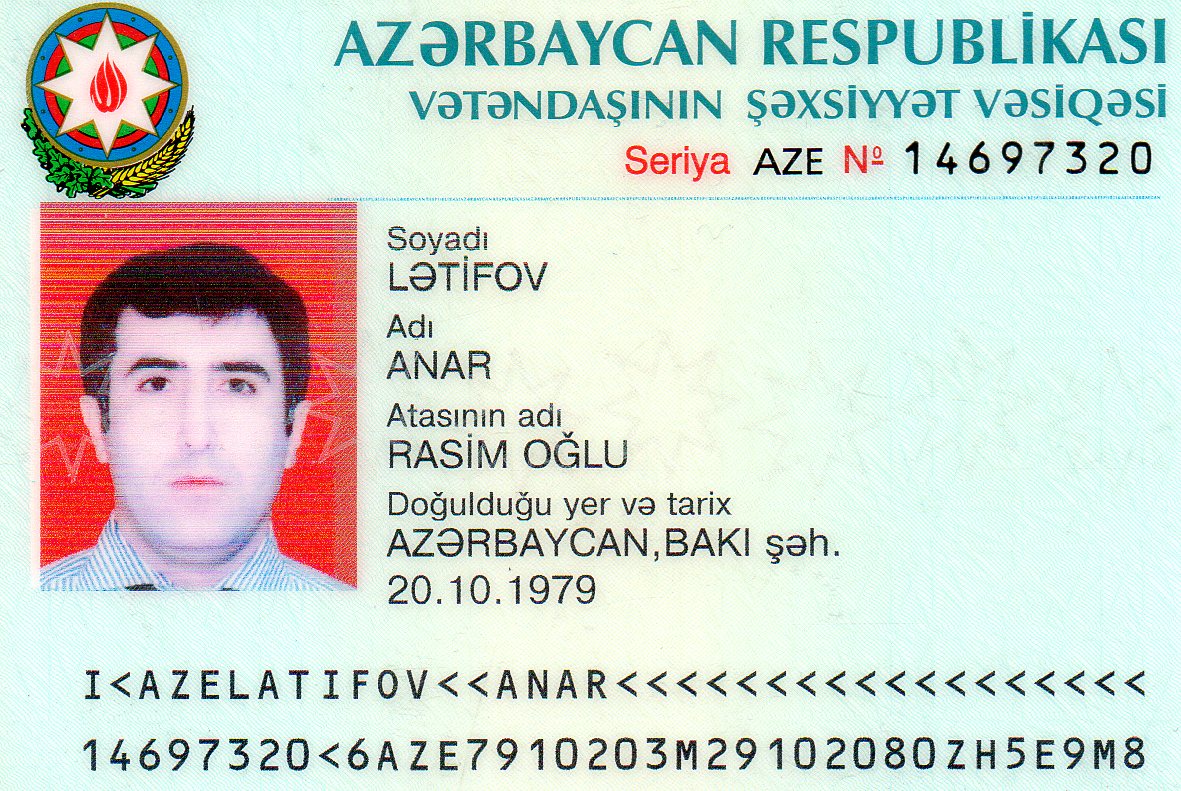 AZƏRBAYCAN RESPUBLİKASI
VƏTƏNDAŞININ ŞƏXSİYYƏT VƏSİQƏSİ
Seriya AZE № 14697320
Soyadı
LƏTİFOV
Adı
ANAR
Atasının adı
RASİM OĞLU
Doğulduğu yer və tarix
AZƏRBAYCAN,BAKI şəh.
20.10.1979
I<AZELATIFOV<<ANAR<<<<<<<<<<<<<<<<<<
14697320<6AZE7910203M2910208OZH5E9M8